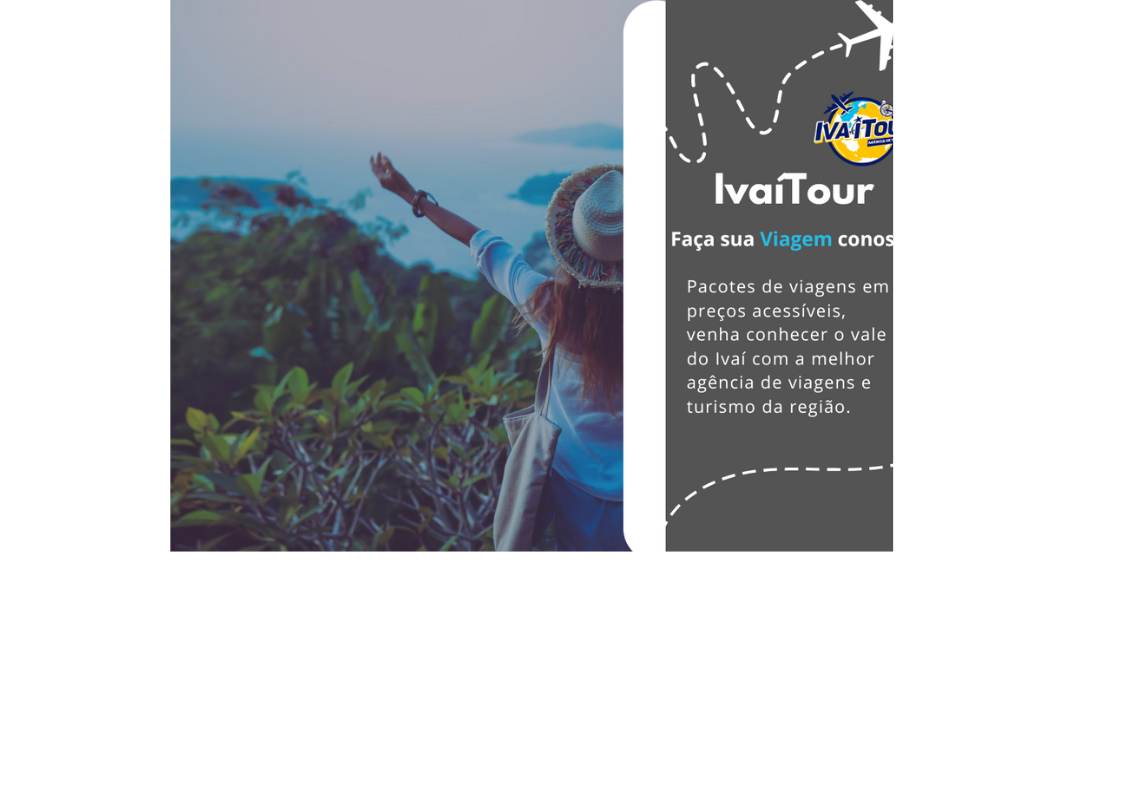 IVAíTOU
IvaíTour
Faça sua Viagem conos
Pacotes de viagens em
preços acessíveis,
venha conhecer o vale
do Ivaí com a melhor
agência de viagens e
turismo da região.